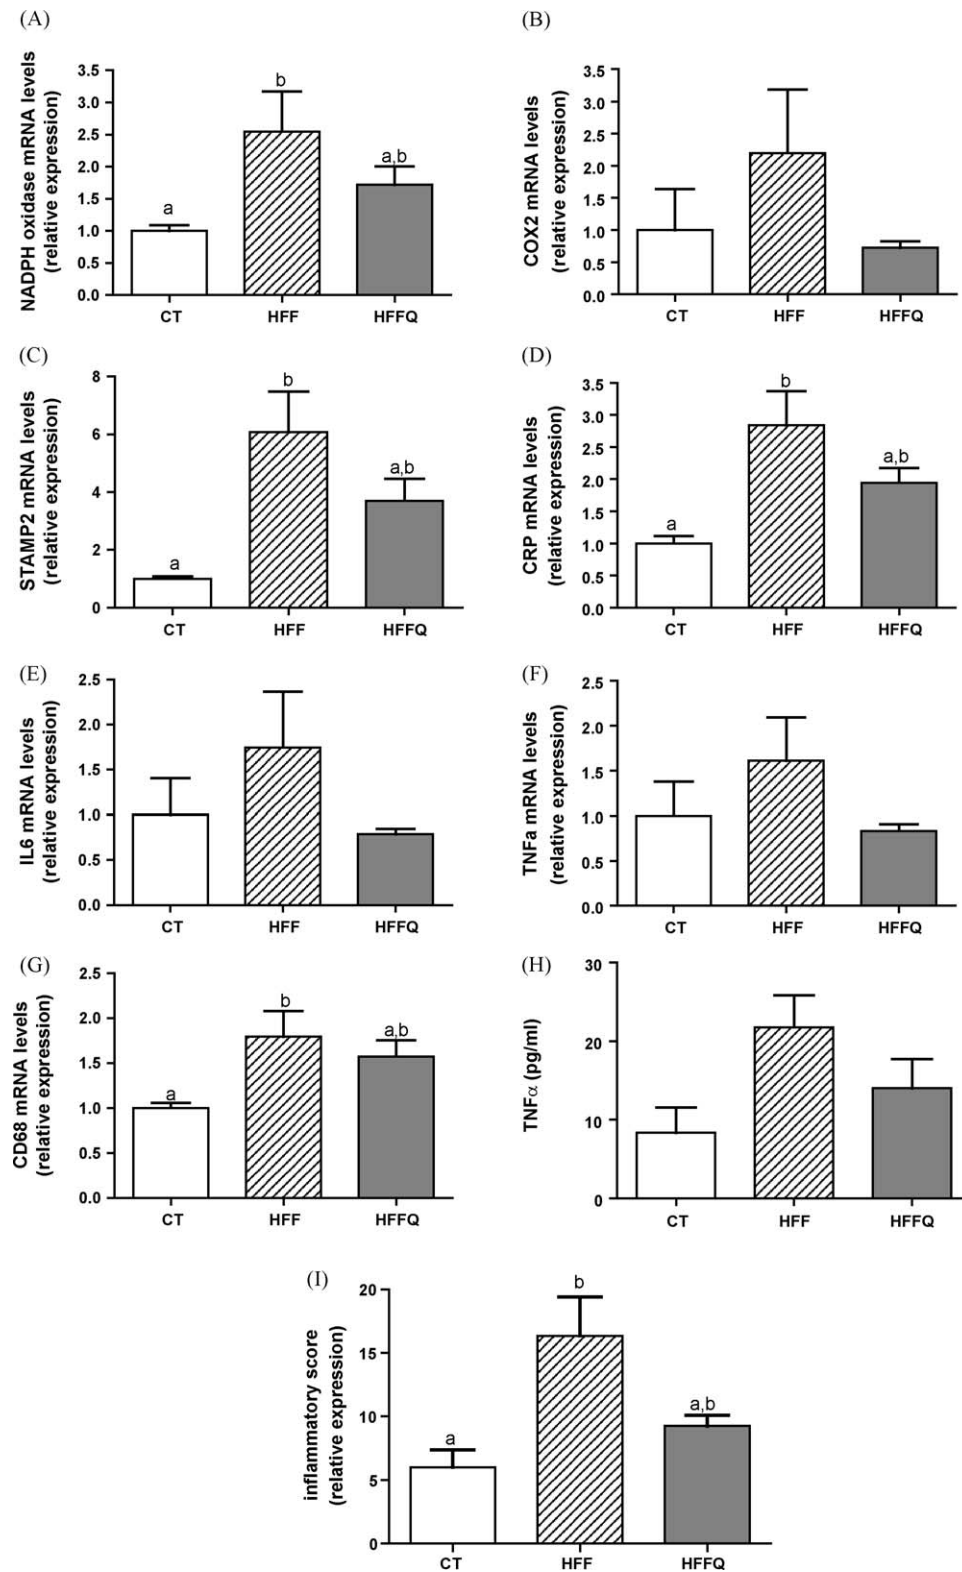 (A)
NADPH oxidase mRNA levels
(relative expression)
3.5
3.0
2.5
2.0
1.5
1.0
0.5
0.0
a
b
a,b
CT HFF HFFQ
(B)
COX2 mRNA levels
(relative expression)
3.5
3.0
2.5
2.0
1.5
1.0
0.5
0.0
CT HFF HFFQ
(C)
STAMP2 mRNA levels
(relative expression)
8
6
4
2
0
a
b
a,b
CT HFF HFFQ
(D)
CRP mRNA levels
(relative expression)
3.5
3.0
2.5
2.0
1.5
1.0
0.5
0.0
a
b
a,b
CT HFF HFFQ
(E)
IL6 mRNA levels
(relative expression)
2.5
2.0
1.5
1.0
0.5
0.0
CT HFF HFFQ
(F)
TNFa mRNA levels
(relative expression)
2.5
2.0
1.5
1.0
0.5
0.0
CT HFF HFFQ
(G)
CD68 mRNA levels
(relative expression)
2.5
2.0
1.5
1.0
0.5
0.0
a
b
a,b
CT HFF HFFQ
(H)
TNFα (pg/ml)
30
20
10
0
CT HFF HFFQ
(I)
inflammatory score
(relative expression)
20
15
10
5
0
a
b
a,b
CT HFF HFFQ